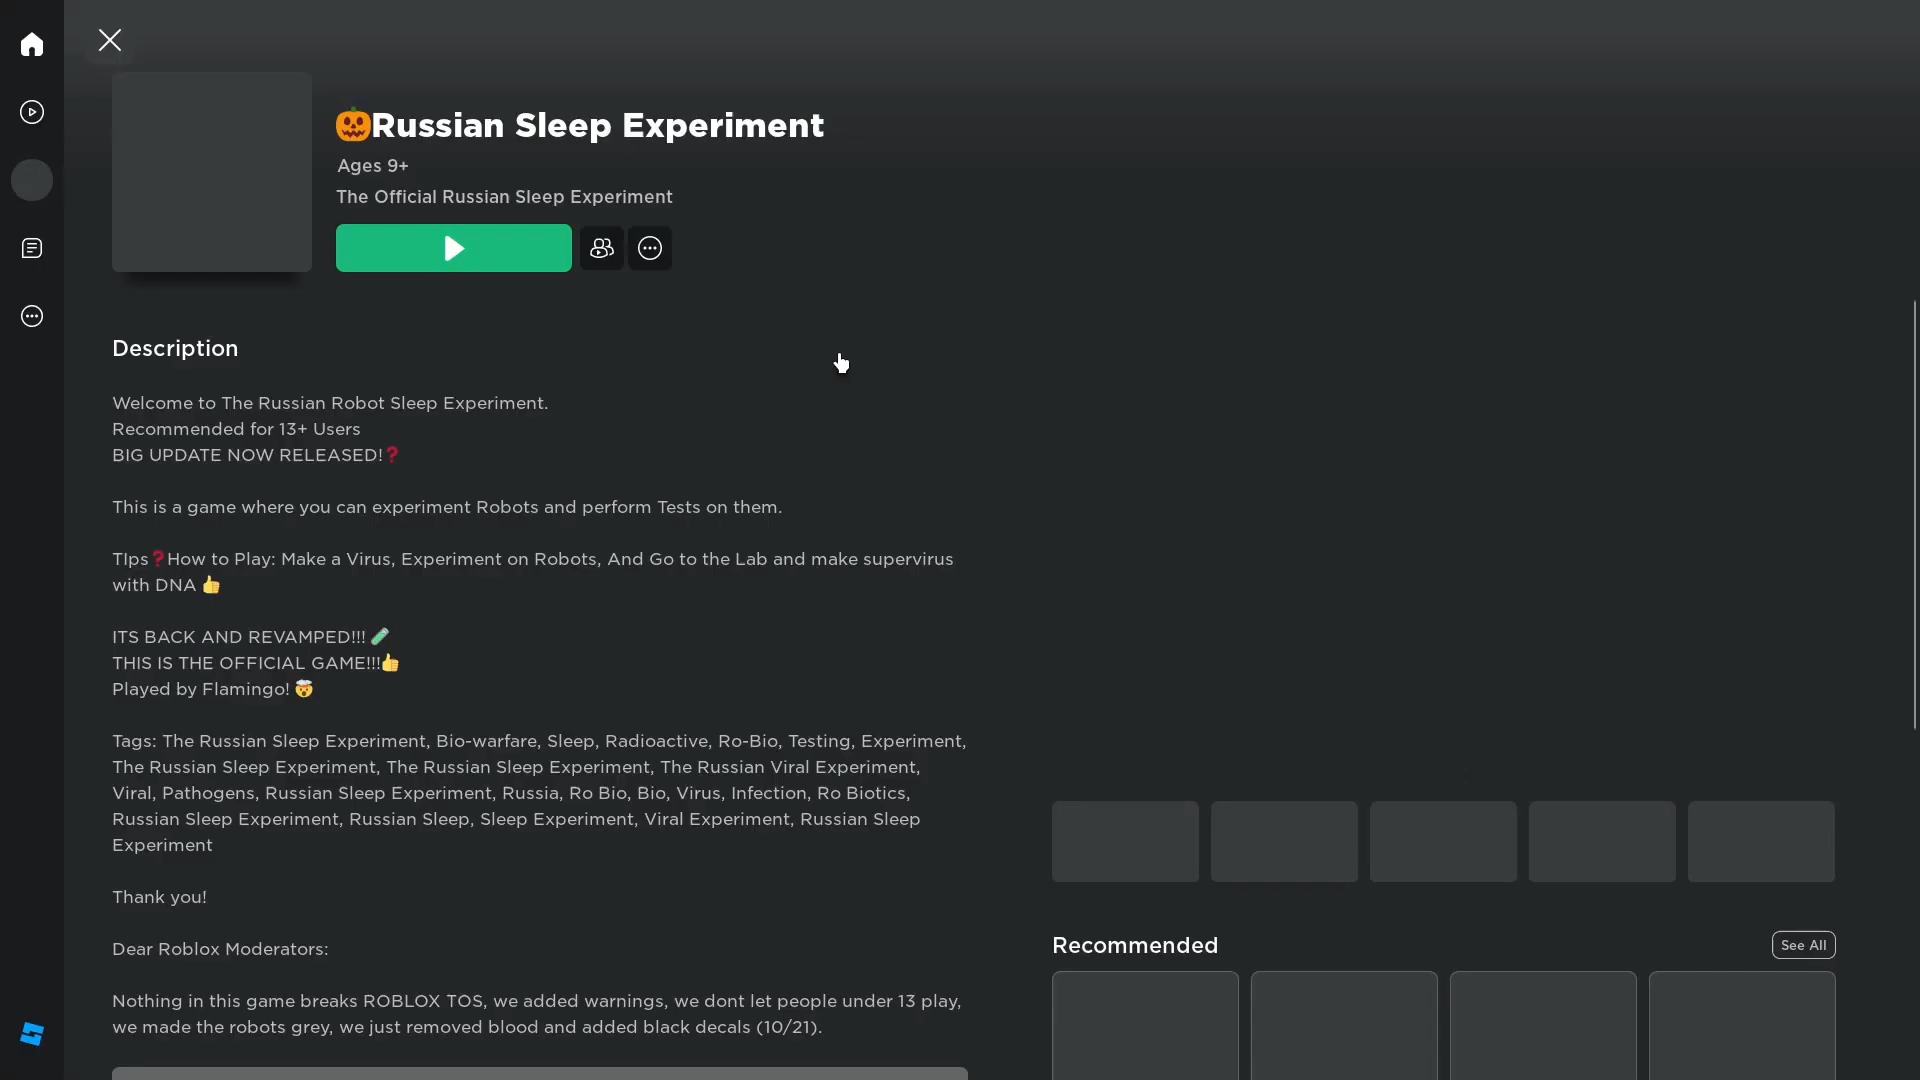 🎃Russian Sleep Experiment
Ages 9+
The Official Russian Sleep Experiment
Description
Welcome to The Russian Robot Sleep Experiment.
Recommended for 13+ Users
BIG UPDATE NOW RELEASED!❓
This is a game where you can experiment Robots and perform Tests on them.
TIps❓How to Play: Make a Virus, Experiment on Robots, And Go to the Lab and make supervirus
with DNA 👍
ITS BACK AND REVAMPED!!! 🧪
THIS IS THE OFFICIAL GAME!!!👍
Played by Flamingo! 🤯
Tags: The Russian Sleep Experiment, Bio-warfare, Sleep, Radioactive, Ro-Bio, Testing, Experiment,
The Russian Sleep Experiment, The Russian Sleep Experiment, The Russian Viral Experiment,
Viral, Pathogens, Russian Sleep Experiment, Russia, Ro Bio, Bio, Virus, Infection, Ro Biotics,
Russian Sleep Experiment, Russian Sleep, Sleep Experiment, Viral Experiment, Russian Sleep
Experiment
Thank you!
Dear Roblox Moderators:
Nothing in this game breaks ROBLOX TOS, we added warnings, we dont let people under 13 play,
we made the robots grey, we just removed blood and added black decals (10/21).
Recommended
See All